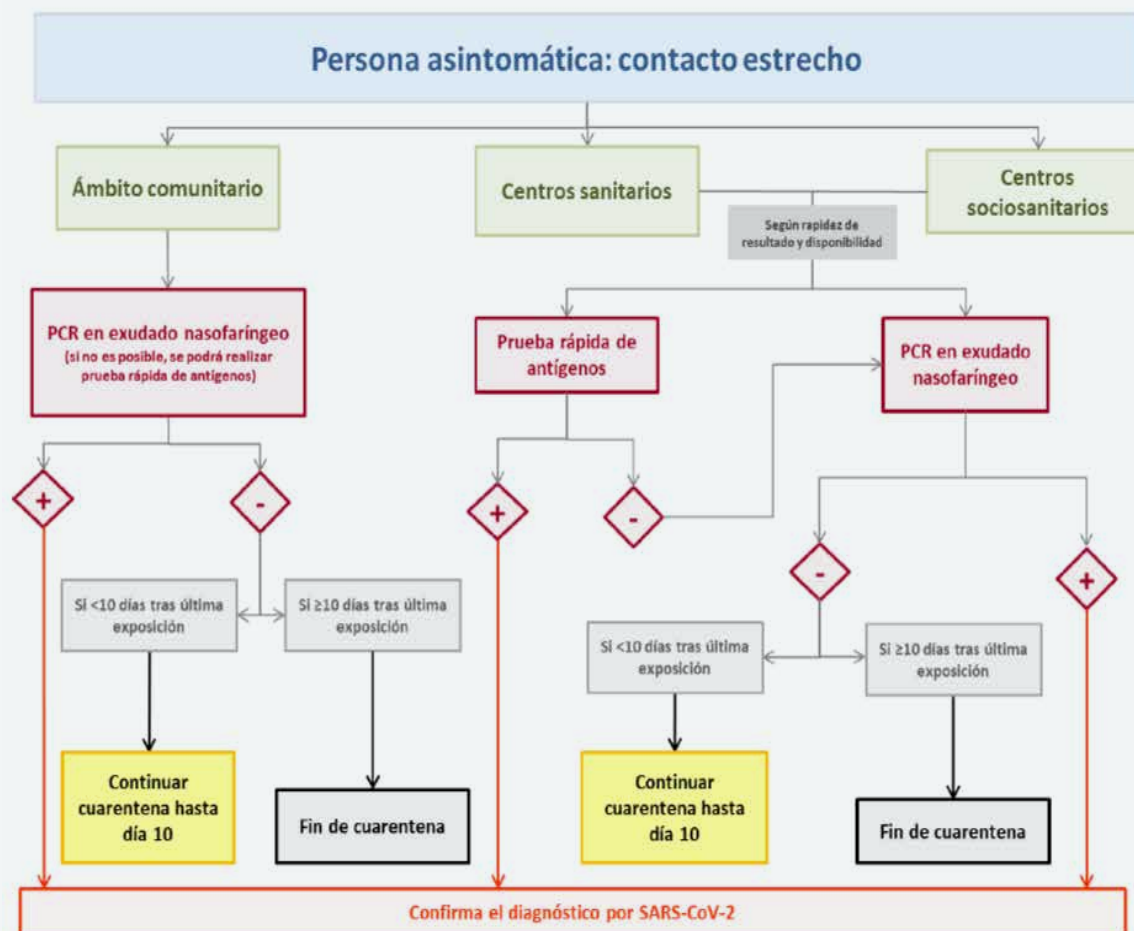 Persona asintomática: contacto estrecho
Ámbito comunitario
Centros sanitarios
Centros
sociosanitarios
Según rapidez de
resultado y disponibilidad
PCR en exudado nasofaríngeo
(si no es posible, se podrá realizar
prueba rápida de antígenos)
Prueba rápida de
antígenos
PCR en exudado
nasofaríngeo
+
-
+
-
-
+
Si <10 días tras última
exposición
Si ≥10 días tras última
exposición
Si <10 días tras última
exposición
Si ≥10 días tras última
exposición
Continuar
cuarentena hasta
día 10
Fin de cuarentena
Continuar
cuarentena hasta
día 10
Fin de cuarentena
Confirma el diagnóstico por SARS-CoV-2